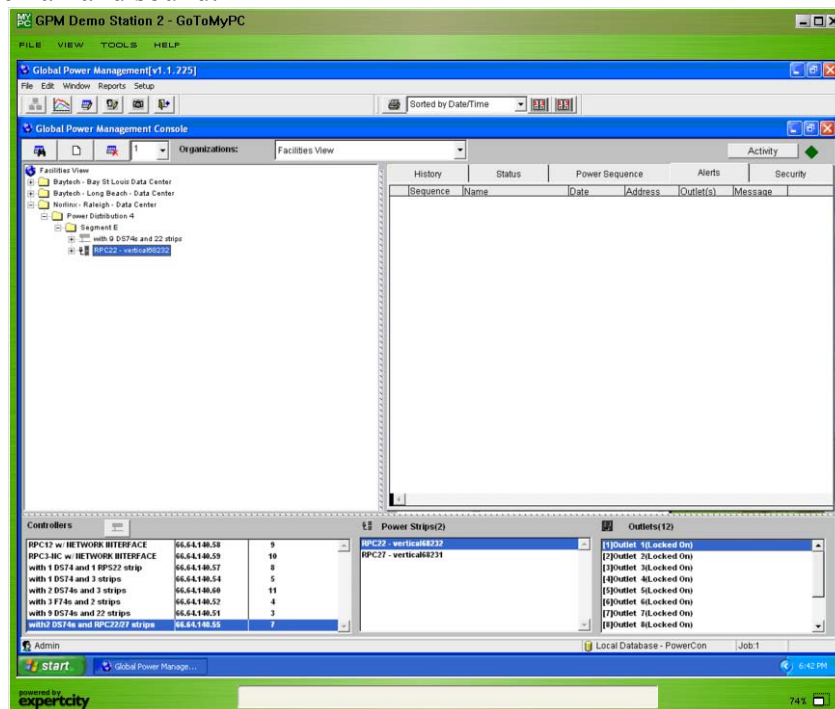 GPM Demo Station 2 - GoToMyPC
FILE VIEW TOOLS HELP
Global Power Management[v1.1.225]
File Edit Window Reports Setup
Sorted by Date/Time
Global Power Management Console
1 Organizations: Facilities View Activity
Facilities View
Baytech - Bay St Louis Data Center
Baytech - Long Beach - Data Center
Norlinx - Raleigh - Data Center
Power Distribution 4
Segment E
with 9 DS74s and 22 strips
RPC22 - vertical68232
History Status Power Sequence Alerts Security
Sequence Name Date Address Outlet(s) Message
Controllers
RPC12 w/ NETWORK INTERFACE 66.64.140.58 9
RPC3-NC w/ NETWORK INTERFACE 66.64.140.59 10
with 1 DS74 and 1 RPS22 strip 66.64.140.57 8
with 1 DS74 and 3 strips 66.64.140.54 5
with 2 DS74s and 3 strips 66.64.140.60 11
with 3 F74s and 2 strips 66.64.140.52 4
with 9 DS74s and 22 strips 66.64.140.51 3
with2 DS74s and RPC22/27 strips 66.64.140.55 7
Power Strips(2)
RPC22 - vertical68232
RPC27 - vertical68231
Outlets(12)
[1]Outlet 1(Locked On)
[2]Outlet 2(Locked On)
[3]Outlet 3(Locked On)
[4]Outlet 4(Locked On)
[5]Outlet 5(Locked On)
[6]Outlet 6(Locked On)
[7]Outlet 7(Locked On)
[8]Outlet 8(Locked On)
Admin Local Database - PowerCon Job:1
start Global Power Manage... 6:42 PM
powered by
expertcity
74%